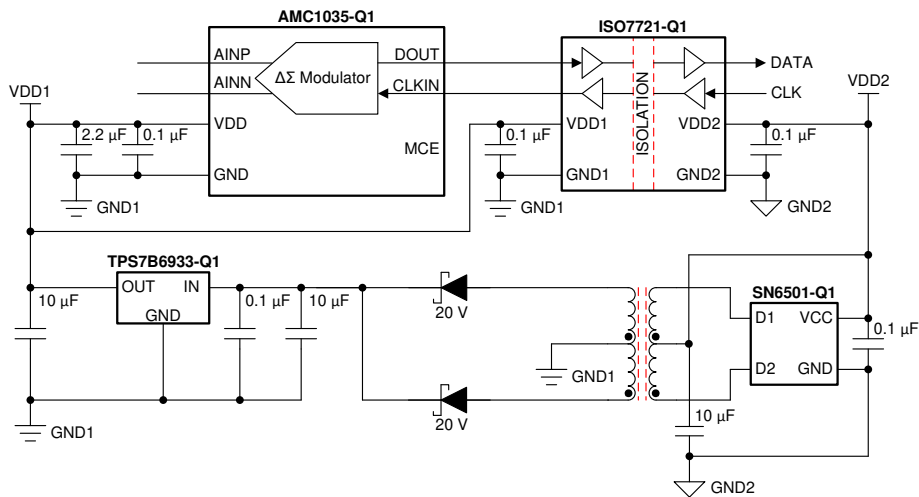 AMC1035-Q1
ISO7721-Q1
AINP
DOUT
DATA
ΔΣ Modulator
AINN
CLKIN
CLK
VDD1
VDD2
ISOLATION
2.2 µF
0.1 µF
VDD
0.1 µF
VDD1
VDD2
0.1 µF
MCE
GND
GND1
GND2
GND1
GND1
GND2
TPS7B6933-Q1
10 µF
OUT
IN
0.1 µF
10 µF
GND
20 V
SN6501-Q1
D1
VCC
0.1 µF
GND1
D2
GND
20 V
10 µF
GND1
GND2